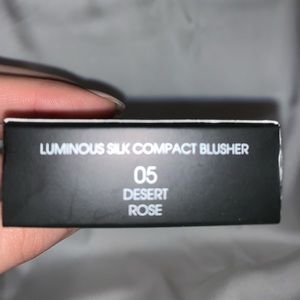 LUMINOUS SILK COMPACT BLUSHER
05
DESERT
ROSE